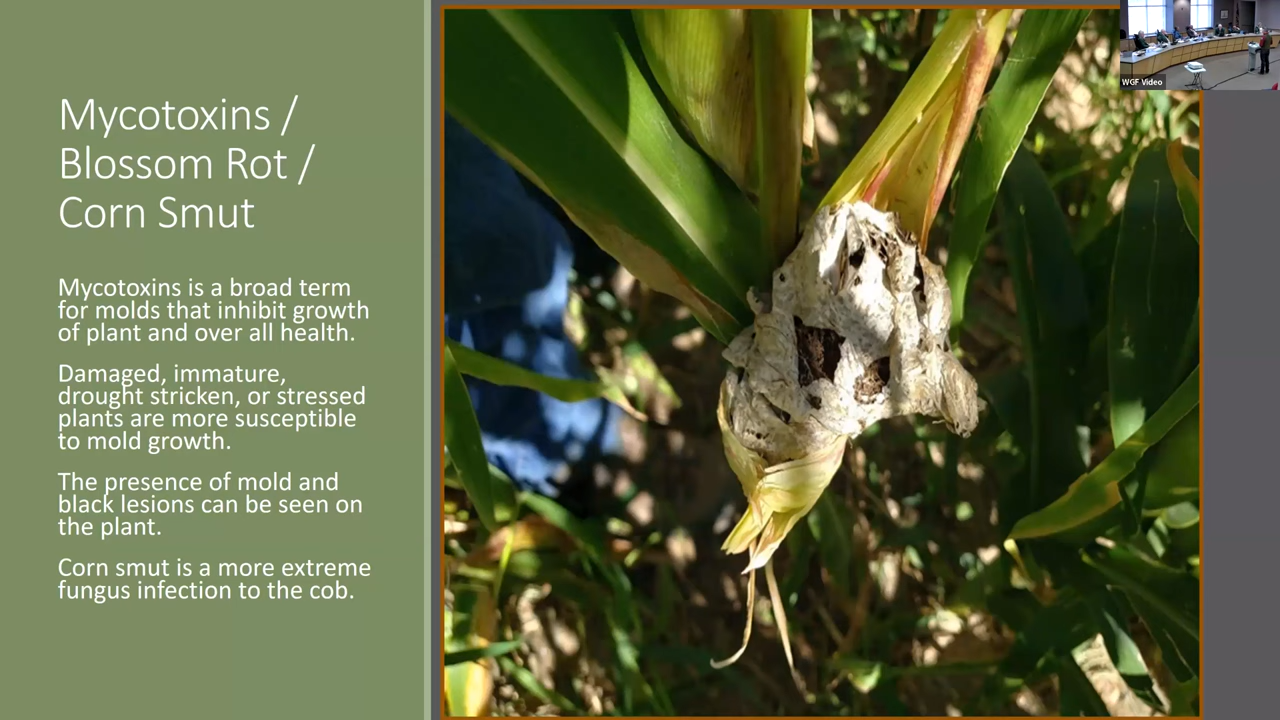 Mycotoxins /
Blossom Rot /
Corn Smut
Mycotoxins is a broad term
for molds that inhibit growth
of plant and over all health.
Damaged, immature,
drought stricken, or stressed
plants are more susceptible
to mold growth.
The presence of mold and
black lesions can be seen on
the plant.
Corn smut is a more extreme
fungus infection to the cob.
WGF Video